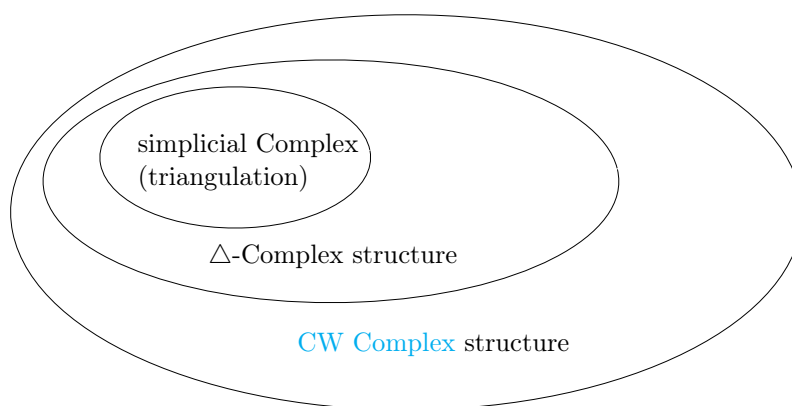 simplicial Complex
(triangulation)
△-Complex structure
CW Complex structure